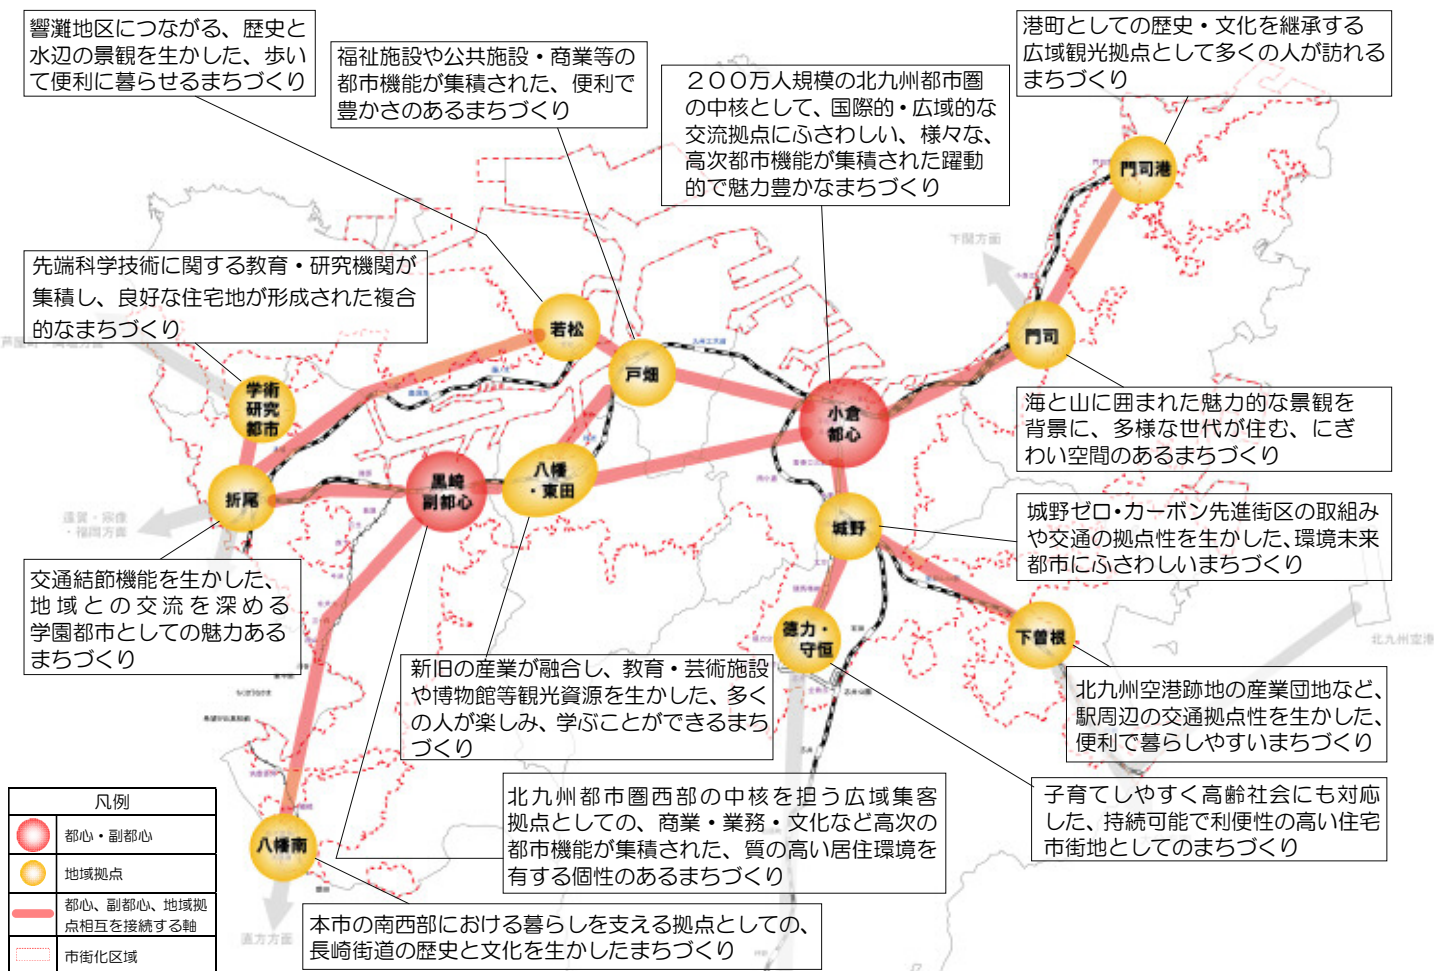 響灘地区につながる、歴史と
水辺の景観を生かした、歩い
て便利に暮らせるまちづくり
福祉施設や公共施設・商業等の
都市機能が集積された、便利で
豊かさのあるまちづくり
２００万人規模の北九州都市圏
の中核として、国際的・広域的な
交流拠点にふさわしい、様々な、
高次都市機能が集積された躍動
的で魅力豊かなまちづくり
港町としての歴史・文化を継承する
広域観光拠点として多くの人が訪れる
まちづくり
門司港
下関方面
先端科学技術に関する教育・研究機関が
集積し、良好な住宅地が形成された複合
的なまちづくり
若松
戸畑
門司
学術
研究
都市
小倉
都心
海と山に囲まれた魅力的な景観を
背景に、多様な世代が住む、にぎ
わい空間のあるまちづくり
折尾
黒崎
副都心
八幡
・東田
遠賀・宗像
・福岡方面
城野
城野ゼロ・カーボン先進街区の取組み
や交通の拠点性を生かした、環境未来
都市にふさわしいまちづくり
交通結節機能を生かした、
地域との交流を深める
学園都市としての魅力ある
まちづくり
徳力・
守恒
下曽根
北九州空港
新旧の産業が融合し、教育・芸術施設
や博物館等観光資源を生かした、多く
の人が楽しみ、学ぶことができるまち
づくり
北九州空港跡地の産業団地など、
駅周辺の交通拠点性を生かした、
便利で暮らしやすいまちづくり
北九州都市圏西部の中核を担う広域集客
拠点としての、商業・業務・文化など高次の
都市機能が集積された、質の高い居住環境を
有する個性のあるまちづくり
子育てしやすく高齢社会にも対応
した、持続可能で利便性の高い住宅
市街地としてのまちづくり
八幡南
直方方面
本市の南西部における暮らしを支える拠点としての、
長崎街道の歴史と文化を生かしたまちづくり
凡例
都心・副都心
地域拠点
都心、副都心、地域拠
点相互を接続する軸
市街化区域